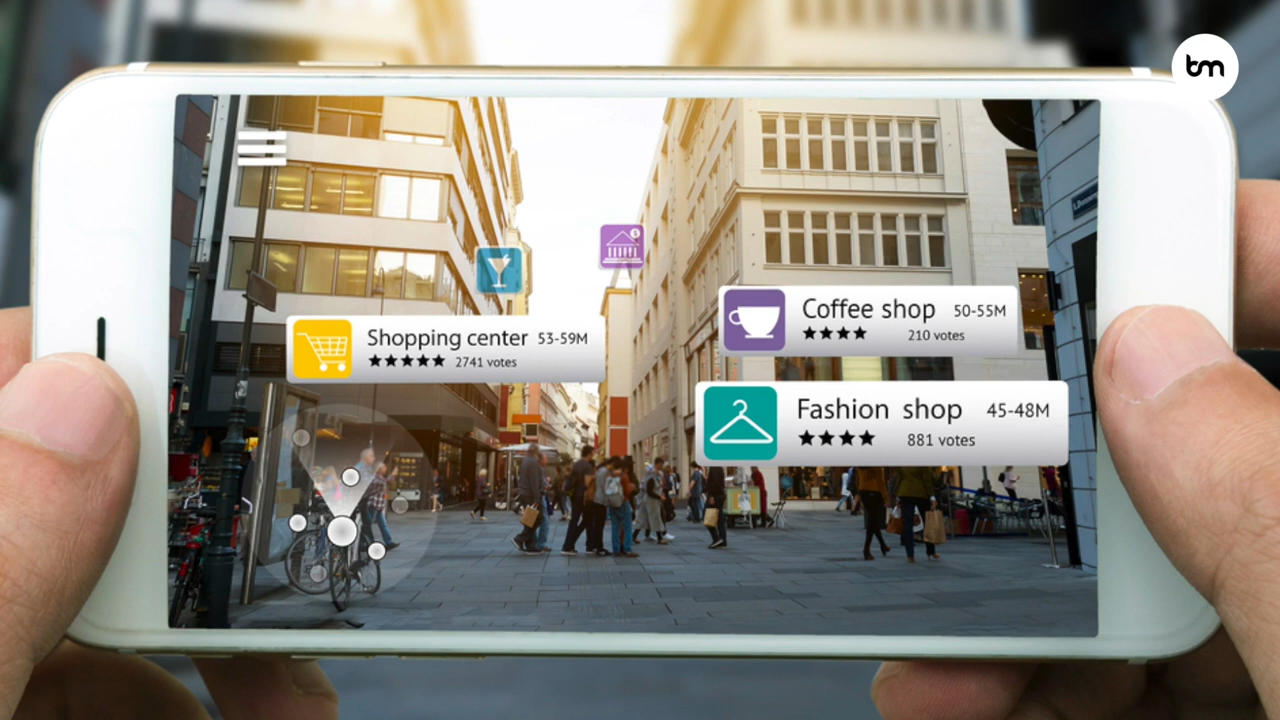 tm
Shopping center 53-59M
★★★★★ 2741 votes
Coffee shop 50-55M
★★★★ 210 votes
Fashion shop 45-48M
★★★★ 881 votes